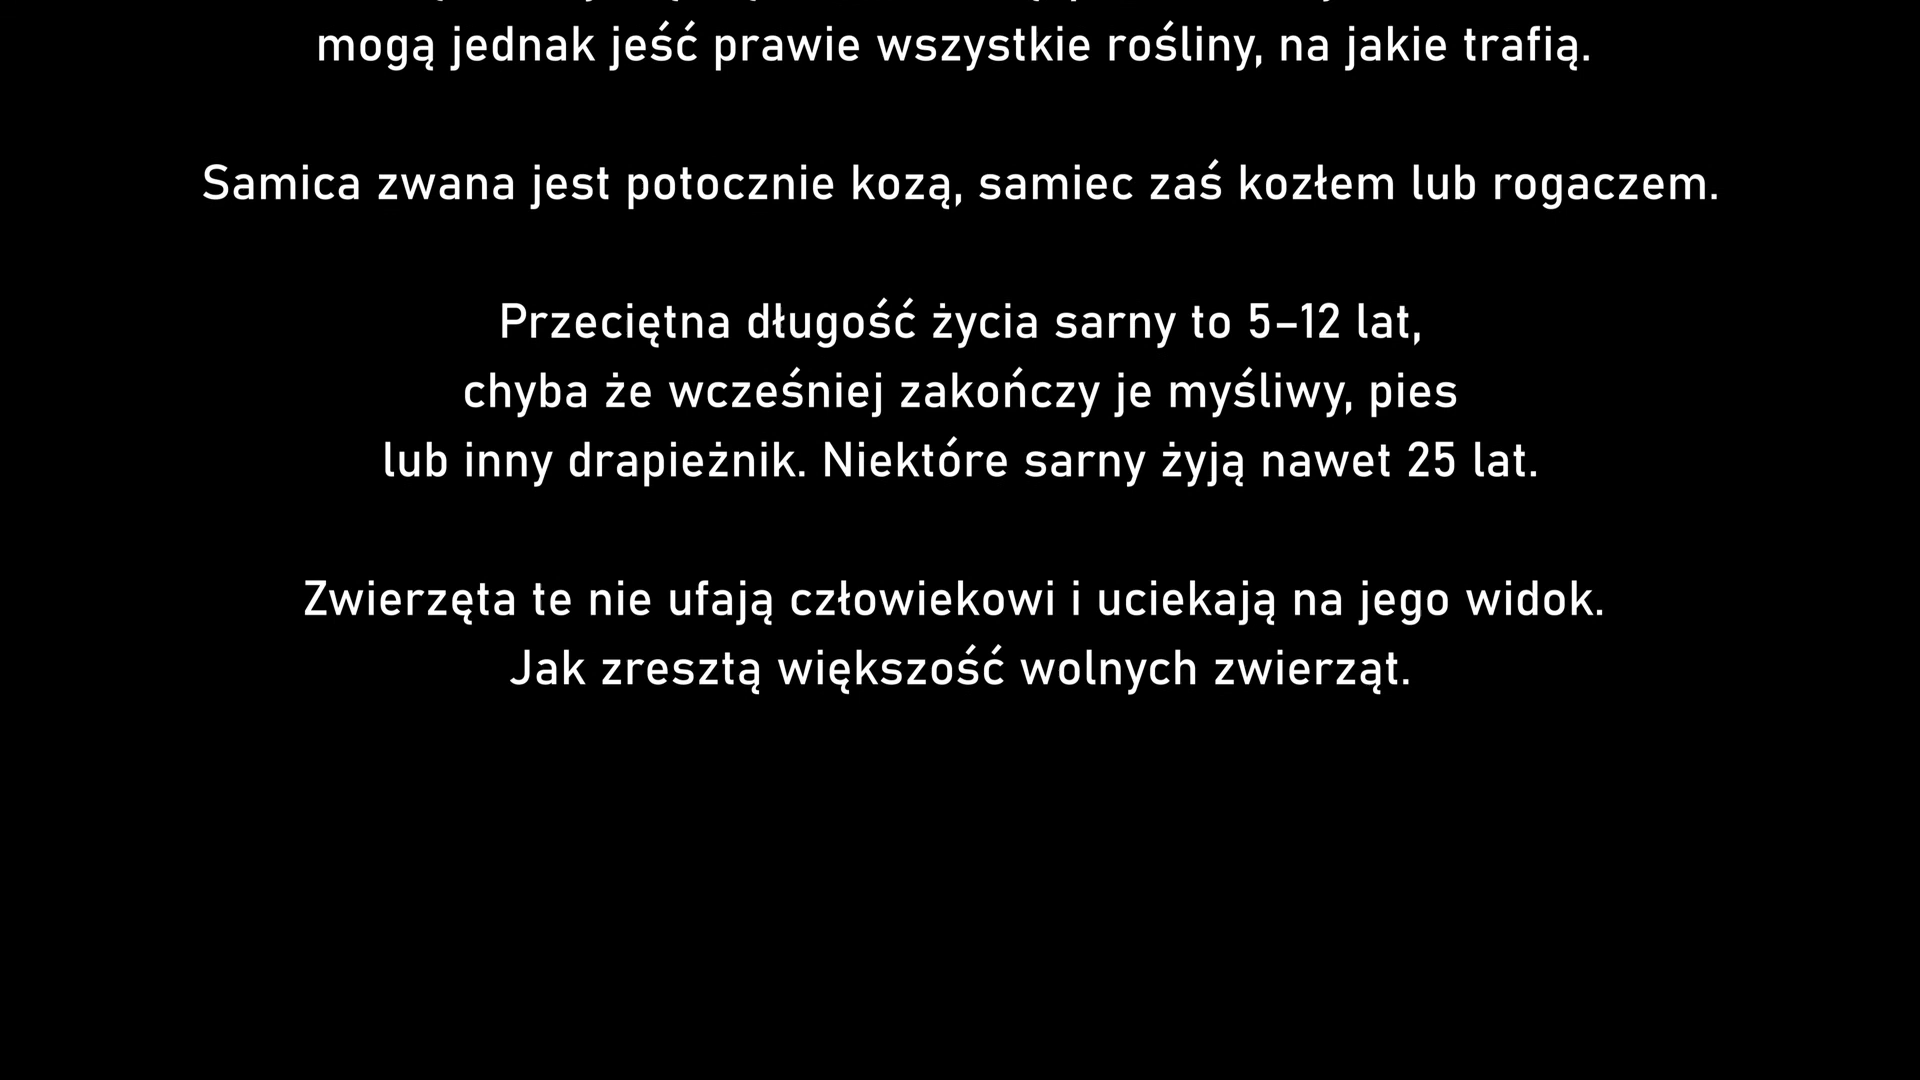 mogą jednak jeść prawie wszystkie rośliny, na jakie trafią.
Samica zwana jest potocznie kozą, samiec zaś kozłem lub rogaczem.
Przeciętna długość życia sarny to 5–12 lat,
chyba że wcześniej zakończy je myśliwy, pies
lub inny drapieżnik. Niektóre sarny żyją nawet 25 lat.
Zwierzęta te nie ufają człowiekowi i uciekają na jego widok.
Jak zresztą większość wolnych zwierząt.